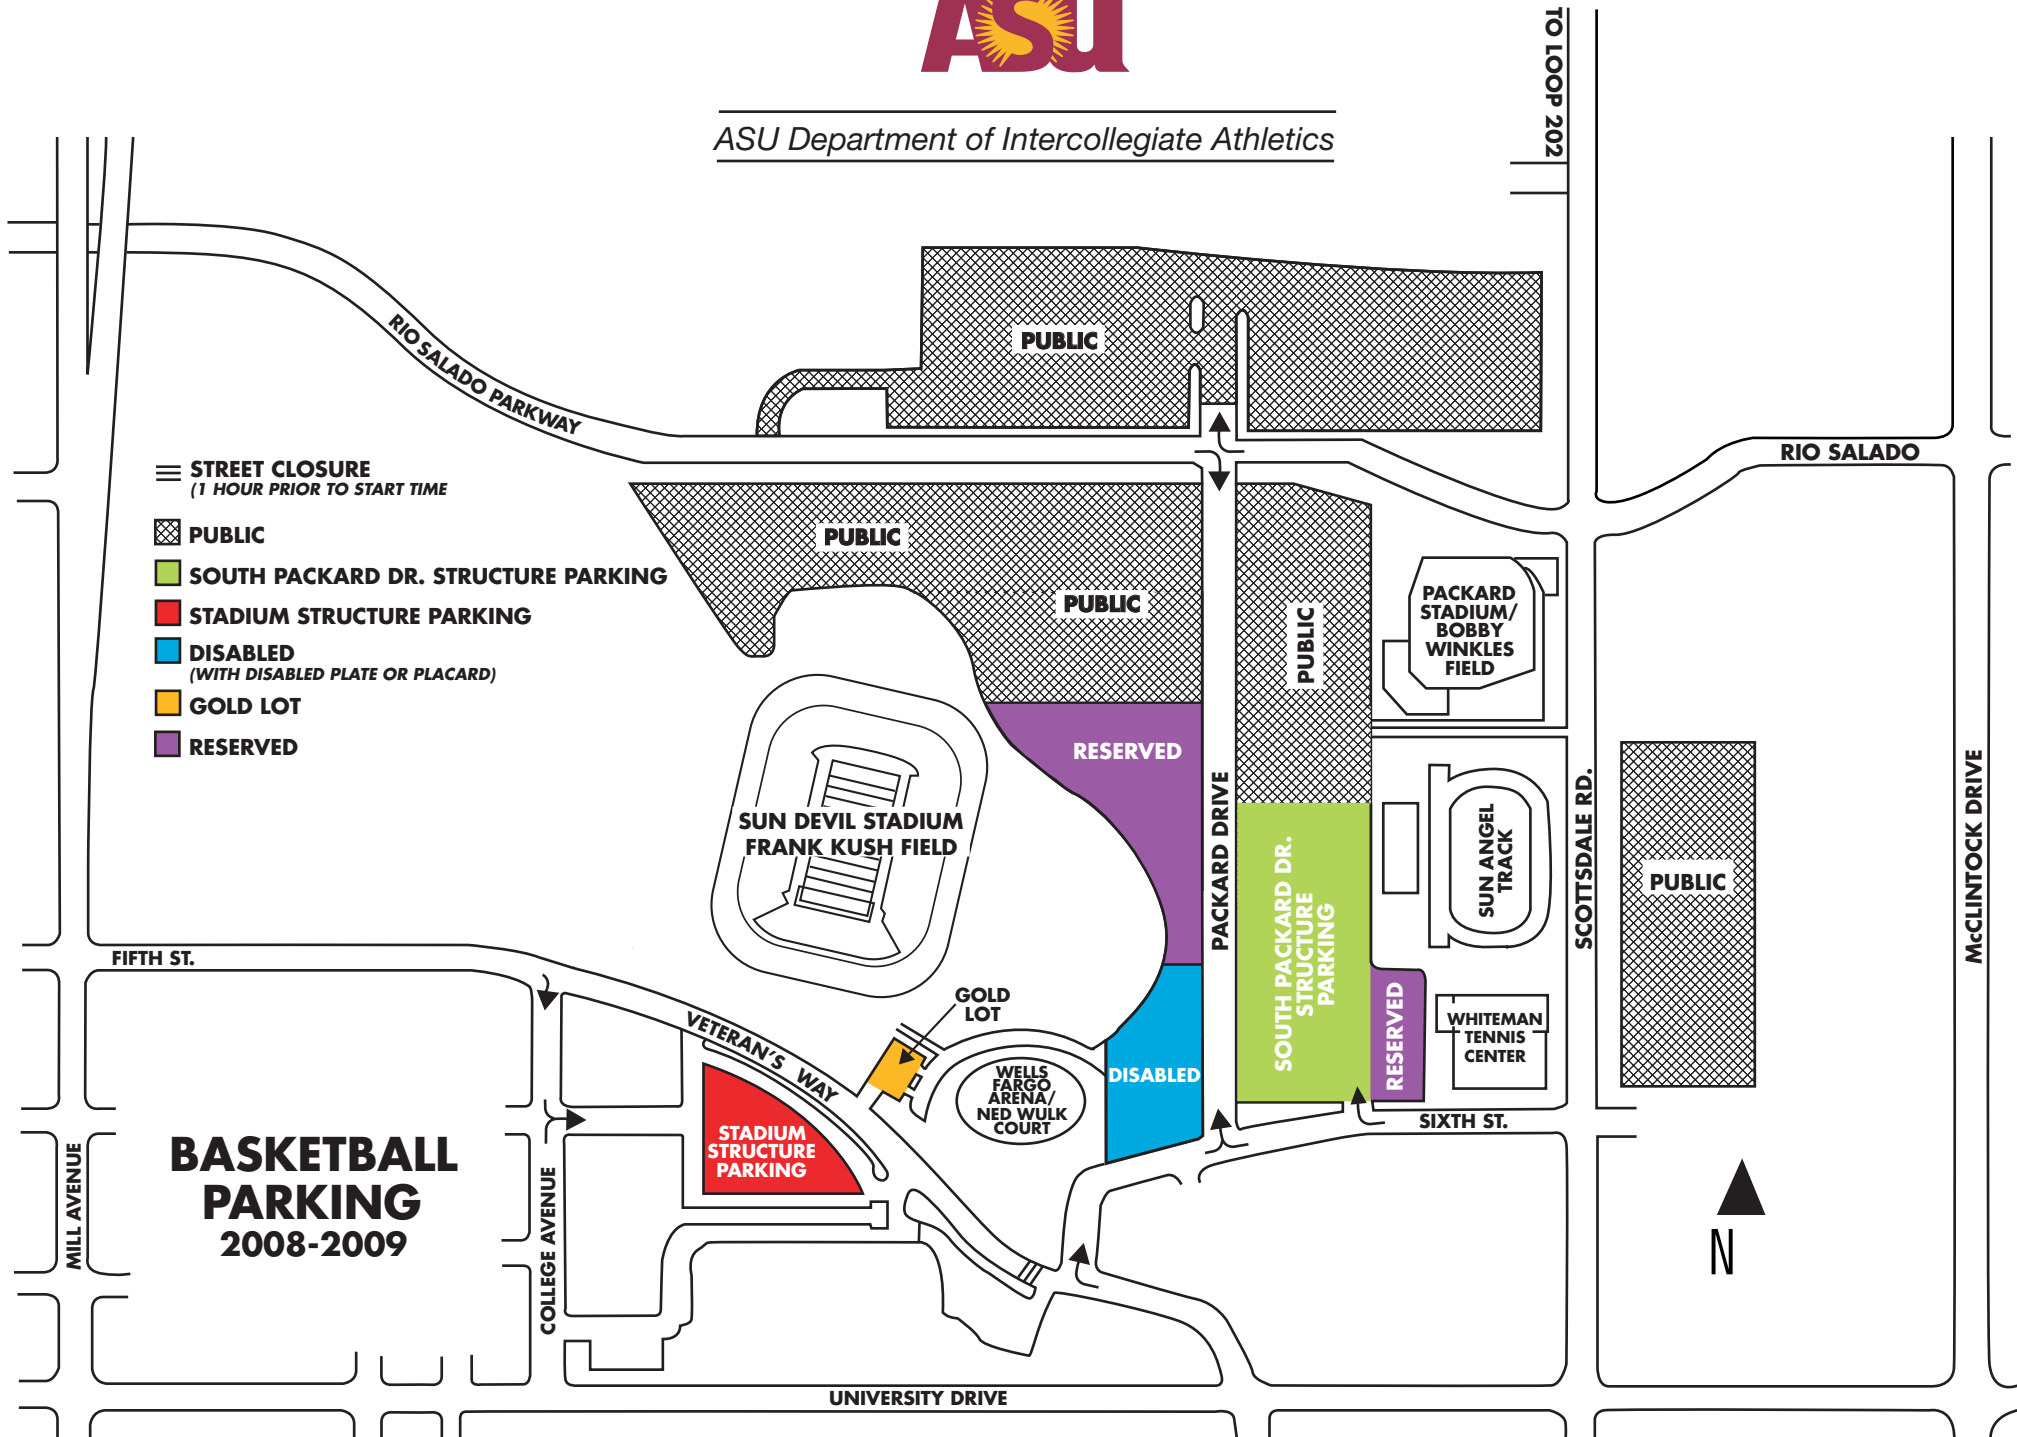 ASU
ASU Department of Intercollegiate Athletics
TO LOOP 202
PUBLIC
RIO SALADO PARKWAY
RIO SALADO
STREET CLOSURE
(1 HOUR PRIOR TO START TIME
PUBLIC
SOUTH PACKARD DR. STRUCTURE PARKING
STADIUM STRUCTURE PARKING
DISABLED
(WITH DISABLED PLATE OR PLACARD)
GOLD LOT
RESERVED
PUBLIC
PUBLIC
PUBLIC
PACKARD
STADIUM/
BOBBY
WINKLES
FIELD
RESERVED
PACKARD DRIVE
SUN DEVIL STADIUM
FRANK KUSH FIELD
SOUTH PACKARD DR.
STRUCTURE
PARKING
SUN ANGEL
TRACK
SCOTTSDALE RD.
PUBLIC
McCLINTOCK DRIVE
FIFTH ST.
VETERAN'S WAY
GOLD
LOT
WELLS
FARGO
ARENA/
NED WULK
COURT
DISABLED
RESERVED
WHITEMAN
TENNIS
CENTER
SIXTH ST.
STADIUM
STRUCTURE
PARKING
BASKETBALL
PARKING
2008-2009
MILL AVENUE
COLLEGE AVENUE
N
UNIVERSITY DRIVE